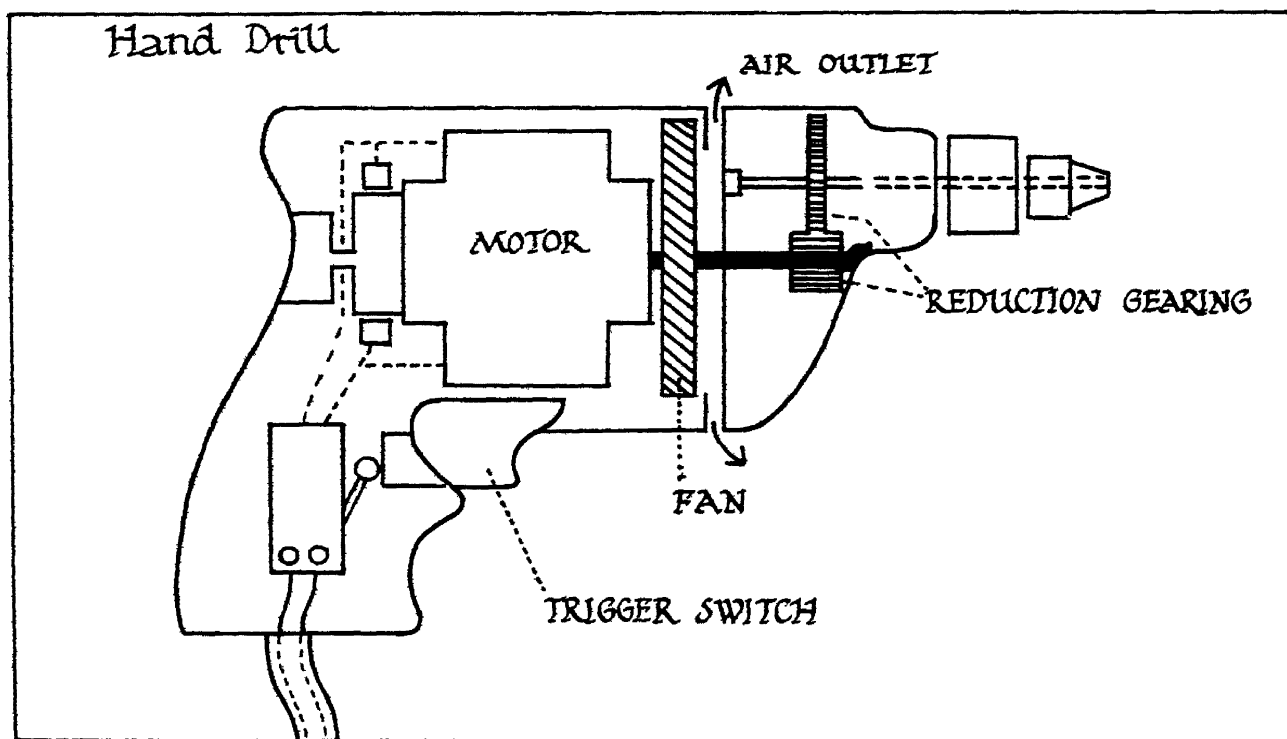 Hand Drill
AIR OUTLET
MOTOR
REDUCTION GEARING
FAN
TRIGGER SWITCH